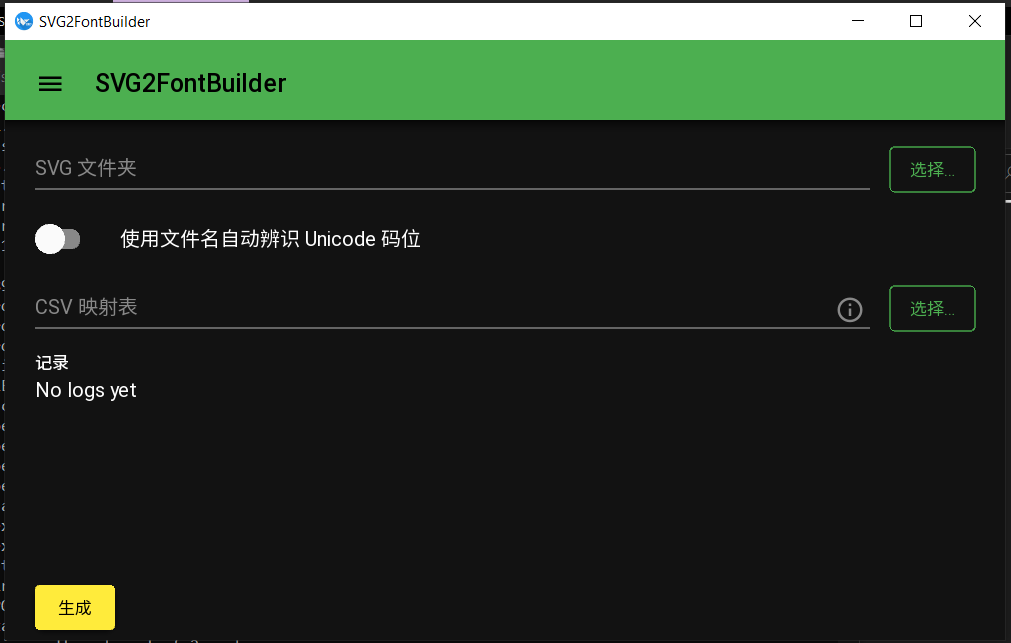 SVG2FontBuilder
SVG2FontBuilder
SVG 文件夹
选择...
使用文件名自动辨识 Unicode 码位
CSV 映射表
选择...
记录
No logs yet
生成